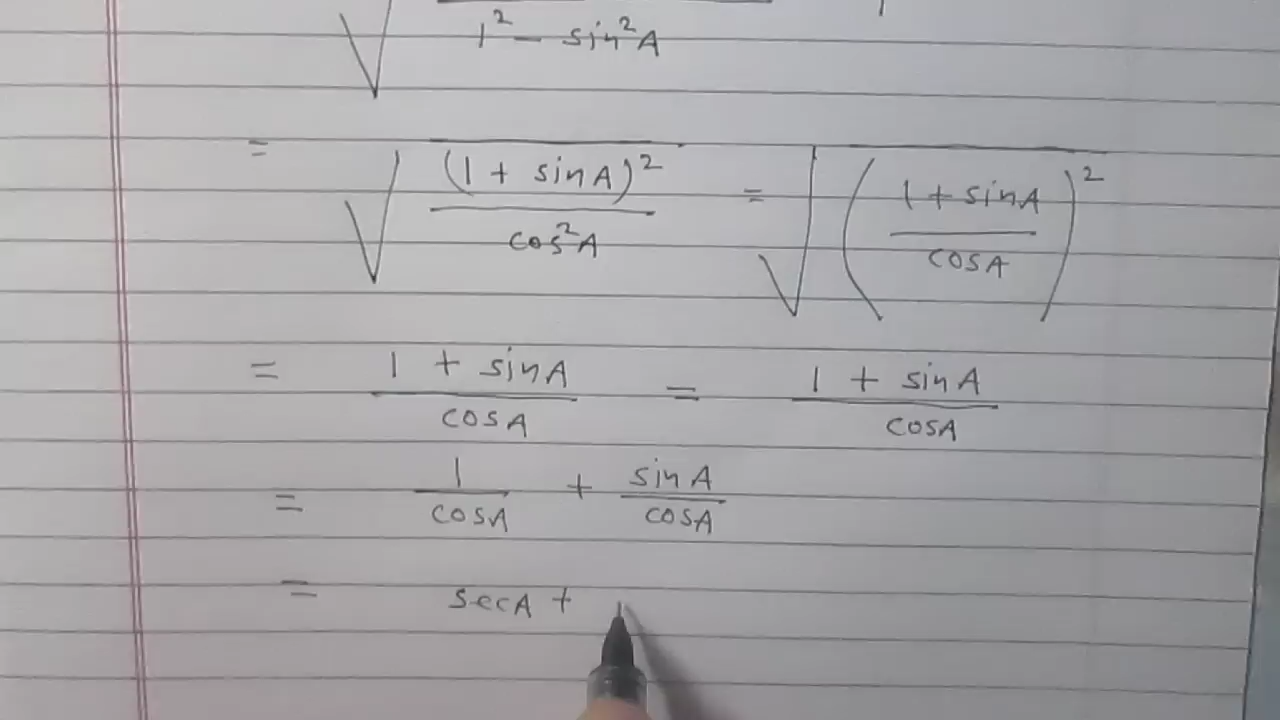 √ 1² - sin²A
= √ (1 + sinA)² / cos²A = √ ( 1 + sinA / cosA )²
= 1 + sinA / cosA = 1 + sinA / cosA
= 1 / cosA + sinA / cosA
= secA +